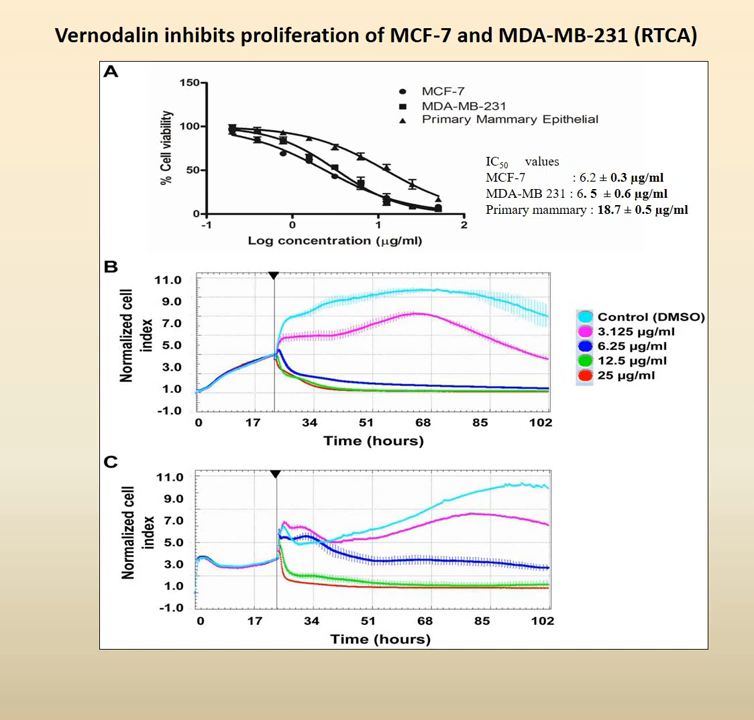 Vernodalin inhibits proliferation of MCF-7 and MDA-MB-231 (RTCA)
A
150
100
50
0
-1
0
1
2
% Cell viability
Log concentration (μg/ml)
MCF-7
MDA-MB-231
Primary Mammary Epithelial
IC50 values
MCF-7 : 6.2 ± 0.3 μg/ml
MDA-MB 231 : 6. 5 ± 0.6 μg/ml
Primary mammary : 18.7 ± 0.5 μg/ml
B
Normalized cell
index
11.0
9.0
7.0
5.0
3.0
1.0
-1.0
0 17 34 51 68 85 102
Time (hours)
Control (DMSO)
3.125 μg/ml
6.25 μg/ml
12.5 μg/ml
25 μg/ml
C
Normalized cell
index
11.0
9.0
7.0
5.0
3.0
1.0
-1.0
0 17 34 51 68 85 102
Time (hours)